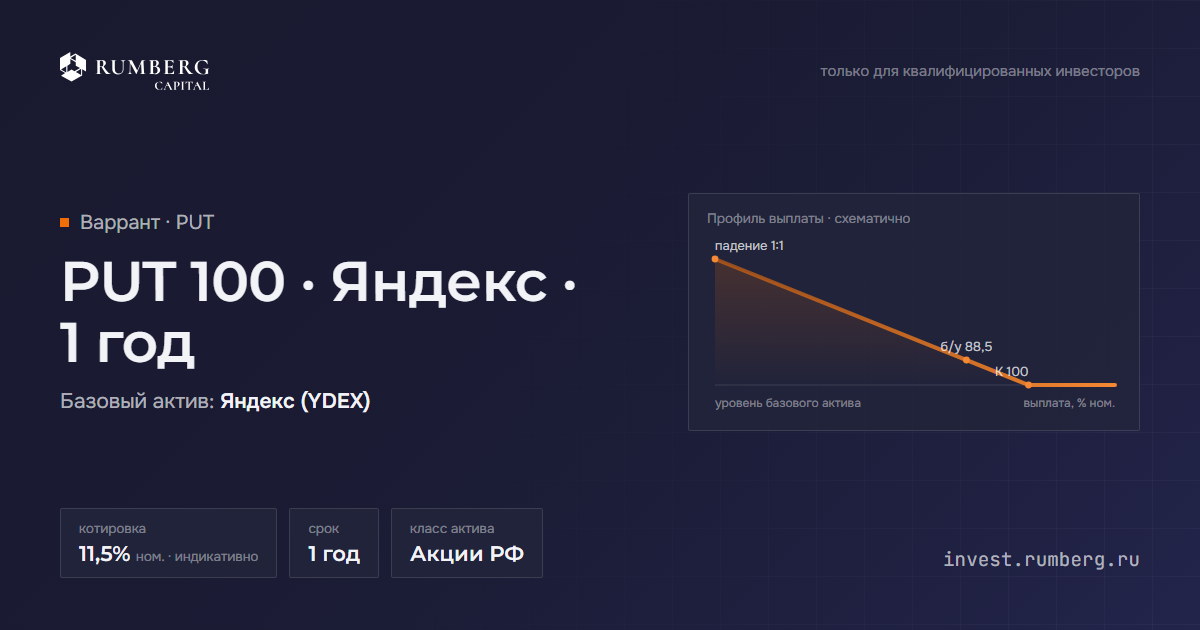 RUMBERG
CAPITAL
только для квалифицированных инвесторов
Варрант · PUT
PUT 100 · Яндекс ·
1 год
Базовый актив: Яндекс (YDEX)
Профиль выплаты · схематично
падение 1:1
б/у 88,5
К 100
уровень базового актива
выплата, % ном.
котировка
11,5% ном. · индикативно
срок
1 год
класс актива
Акции РФ
invest.rumberg.ru